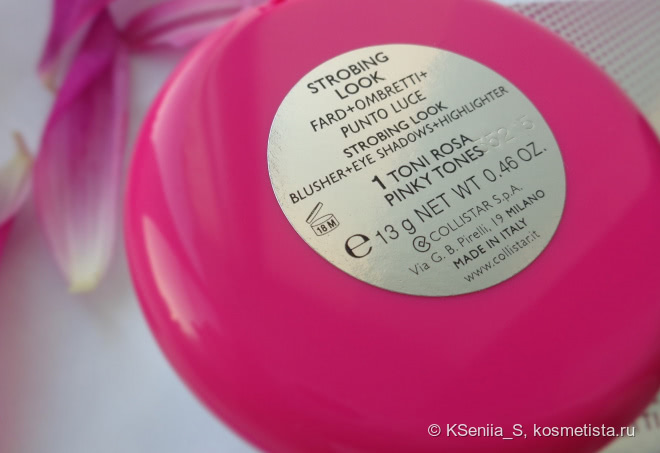 STROBING
LOOK
FARD+OMBRETTI+
PUNTO LUCE
STROBING LOOK
BLUSHER+EYE SHADOWS+HIGHLIGHTER
1 TONI ROSA
PINKY TONES
18 M
e 13 g NET WT 0.46 OZ.
COLLISTAR S.p.A.
Via G. B. Pirelli, 19 MILANO
MADE IN ITALY
www.collistar.it
© KSeniia_S, kosmetista.ru